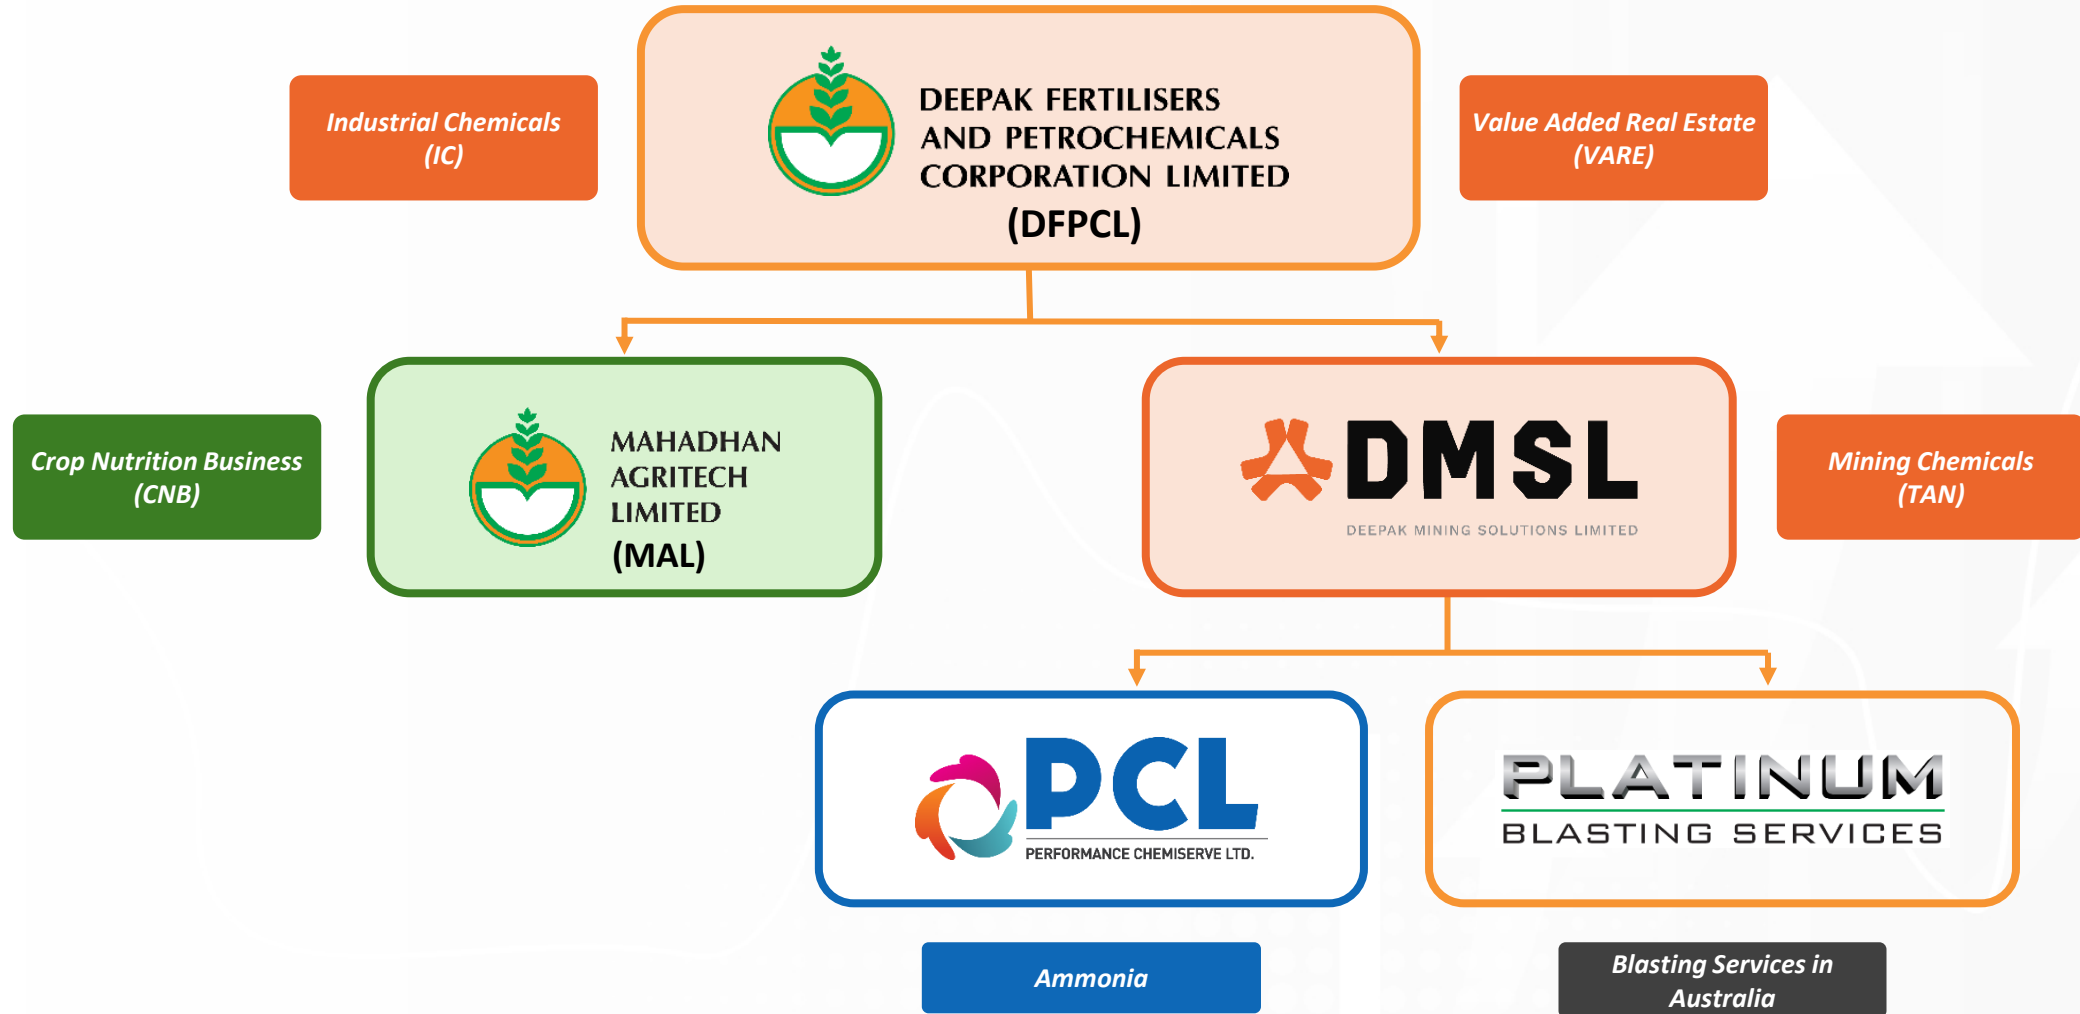 Industrial Chemicals
(IC)
DEEPAK FERTILISERS
AND PETROCHEMICALS
CORPORATION LIMITED
(DFPCL)
Value Added Real Estate
(VARE)
Crop Nutrition Business
(CNB)
MAHADHAN
AGRITECH
LIMITED
(MAL)
DMSL
DEEPAK MINING SOLUTIONS LIMITED
Mining Chemicals
(TAN)
PCL
PERFORMANCE CHEMISERVE LTD.
PLATINUM
BLASTING SERVICES
Ammonia
Blasting Services in
Australia